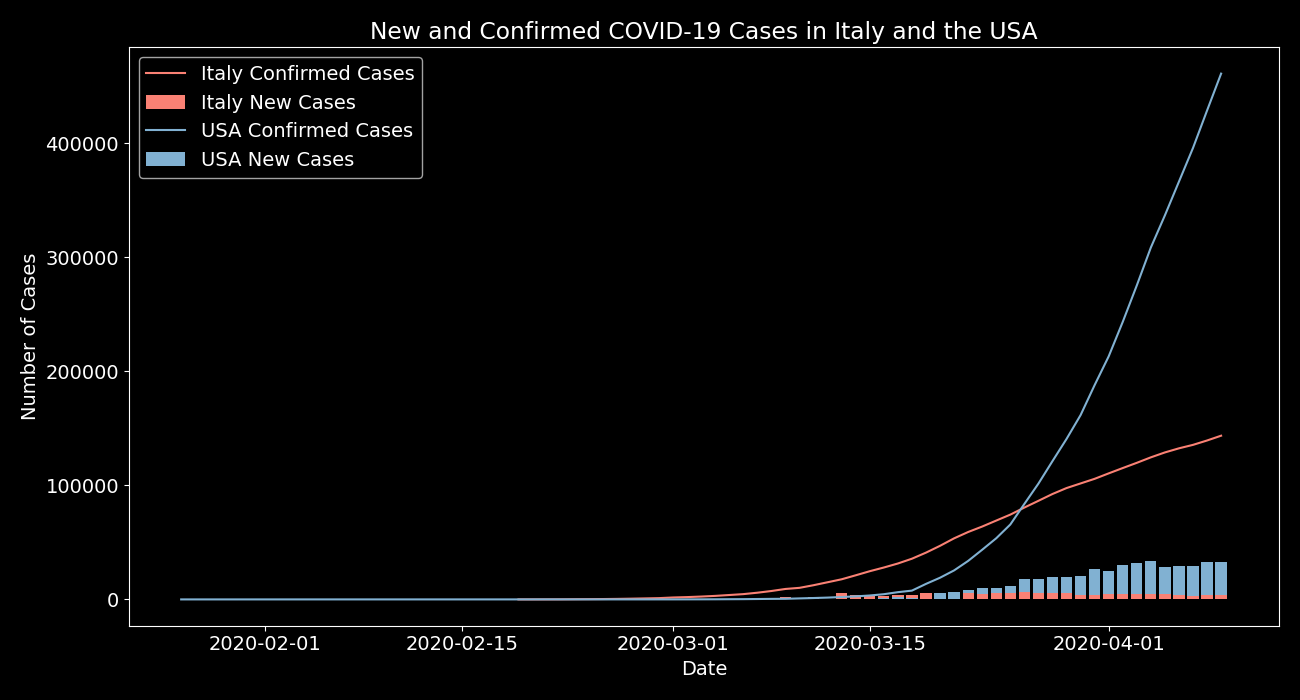 New and Confirmed COVID-19 Cases in Italy and the USA
Italy Confirmed Cases
Italy New Cases
USA Confirmed Cases
USA New Cases
Number of Cases
400000
300000
200000
100000
0
2020-02-01 2020-02-15 2020-03-01 2020-03-15 2020-04-01
Date